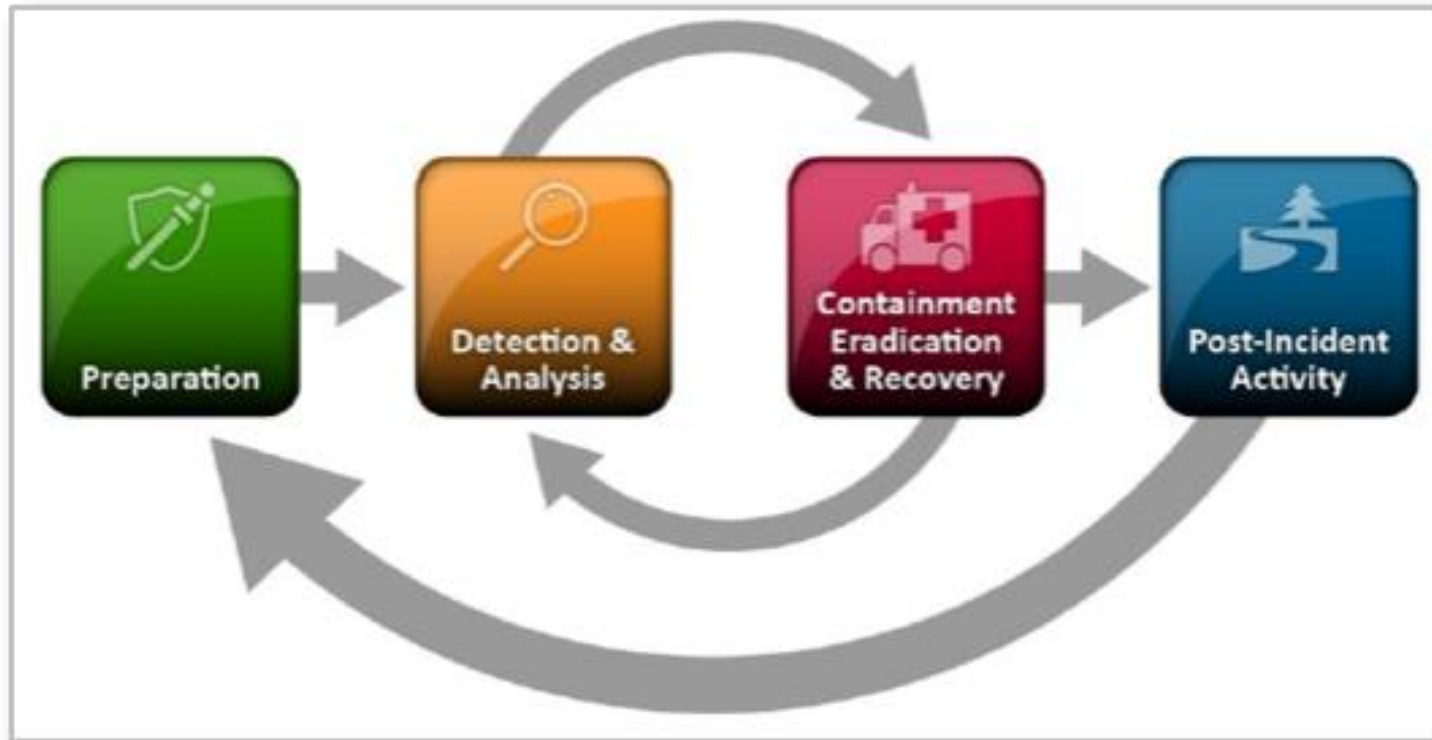 Preparation
Detection &
Analysis
Containment
Eradication
& Recovery
Post-Incident
Activity